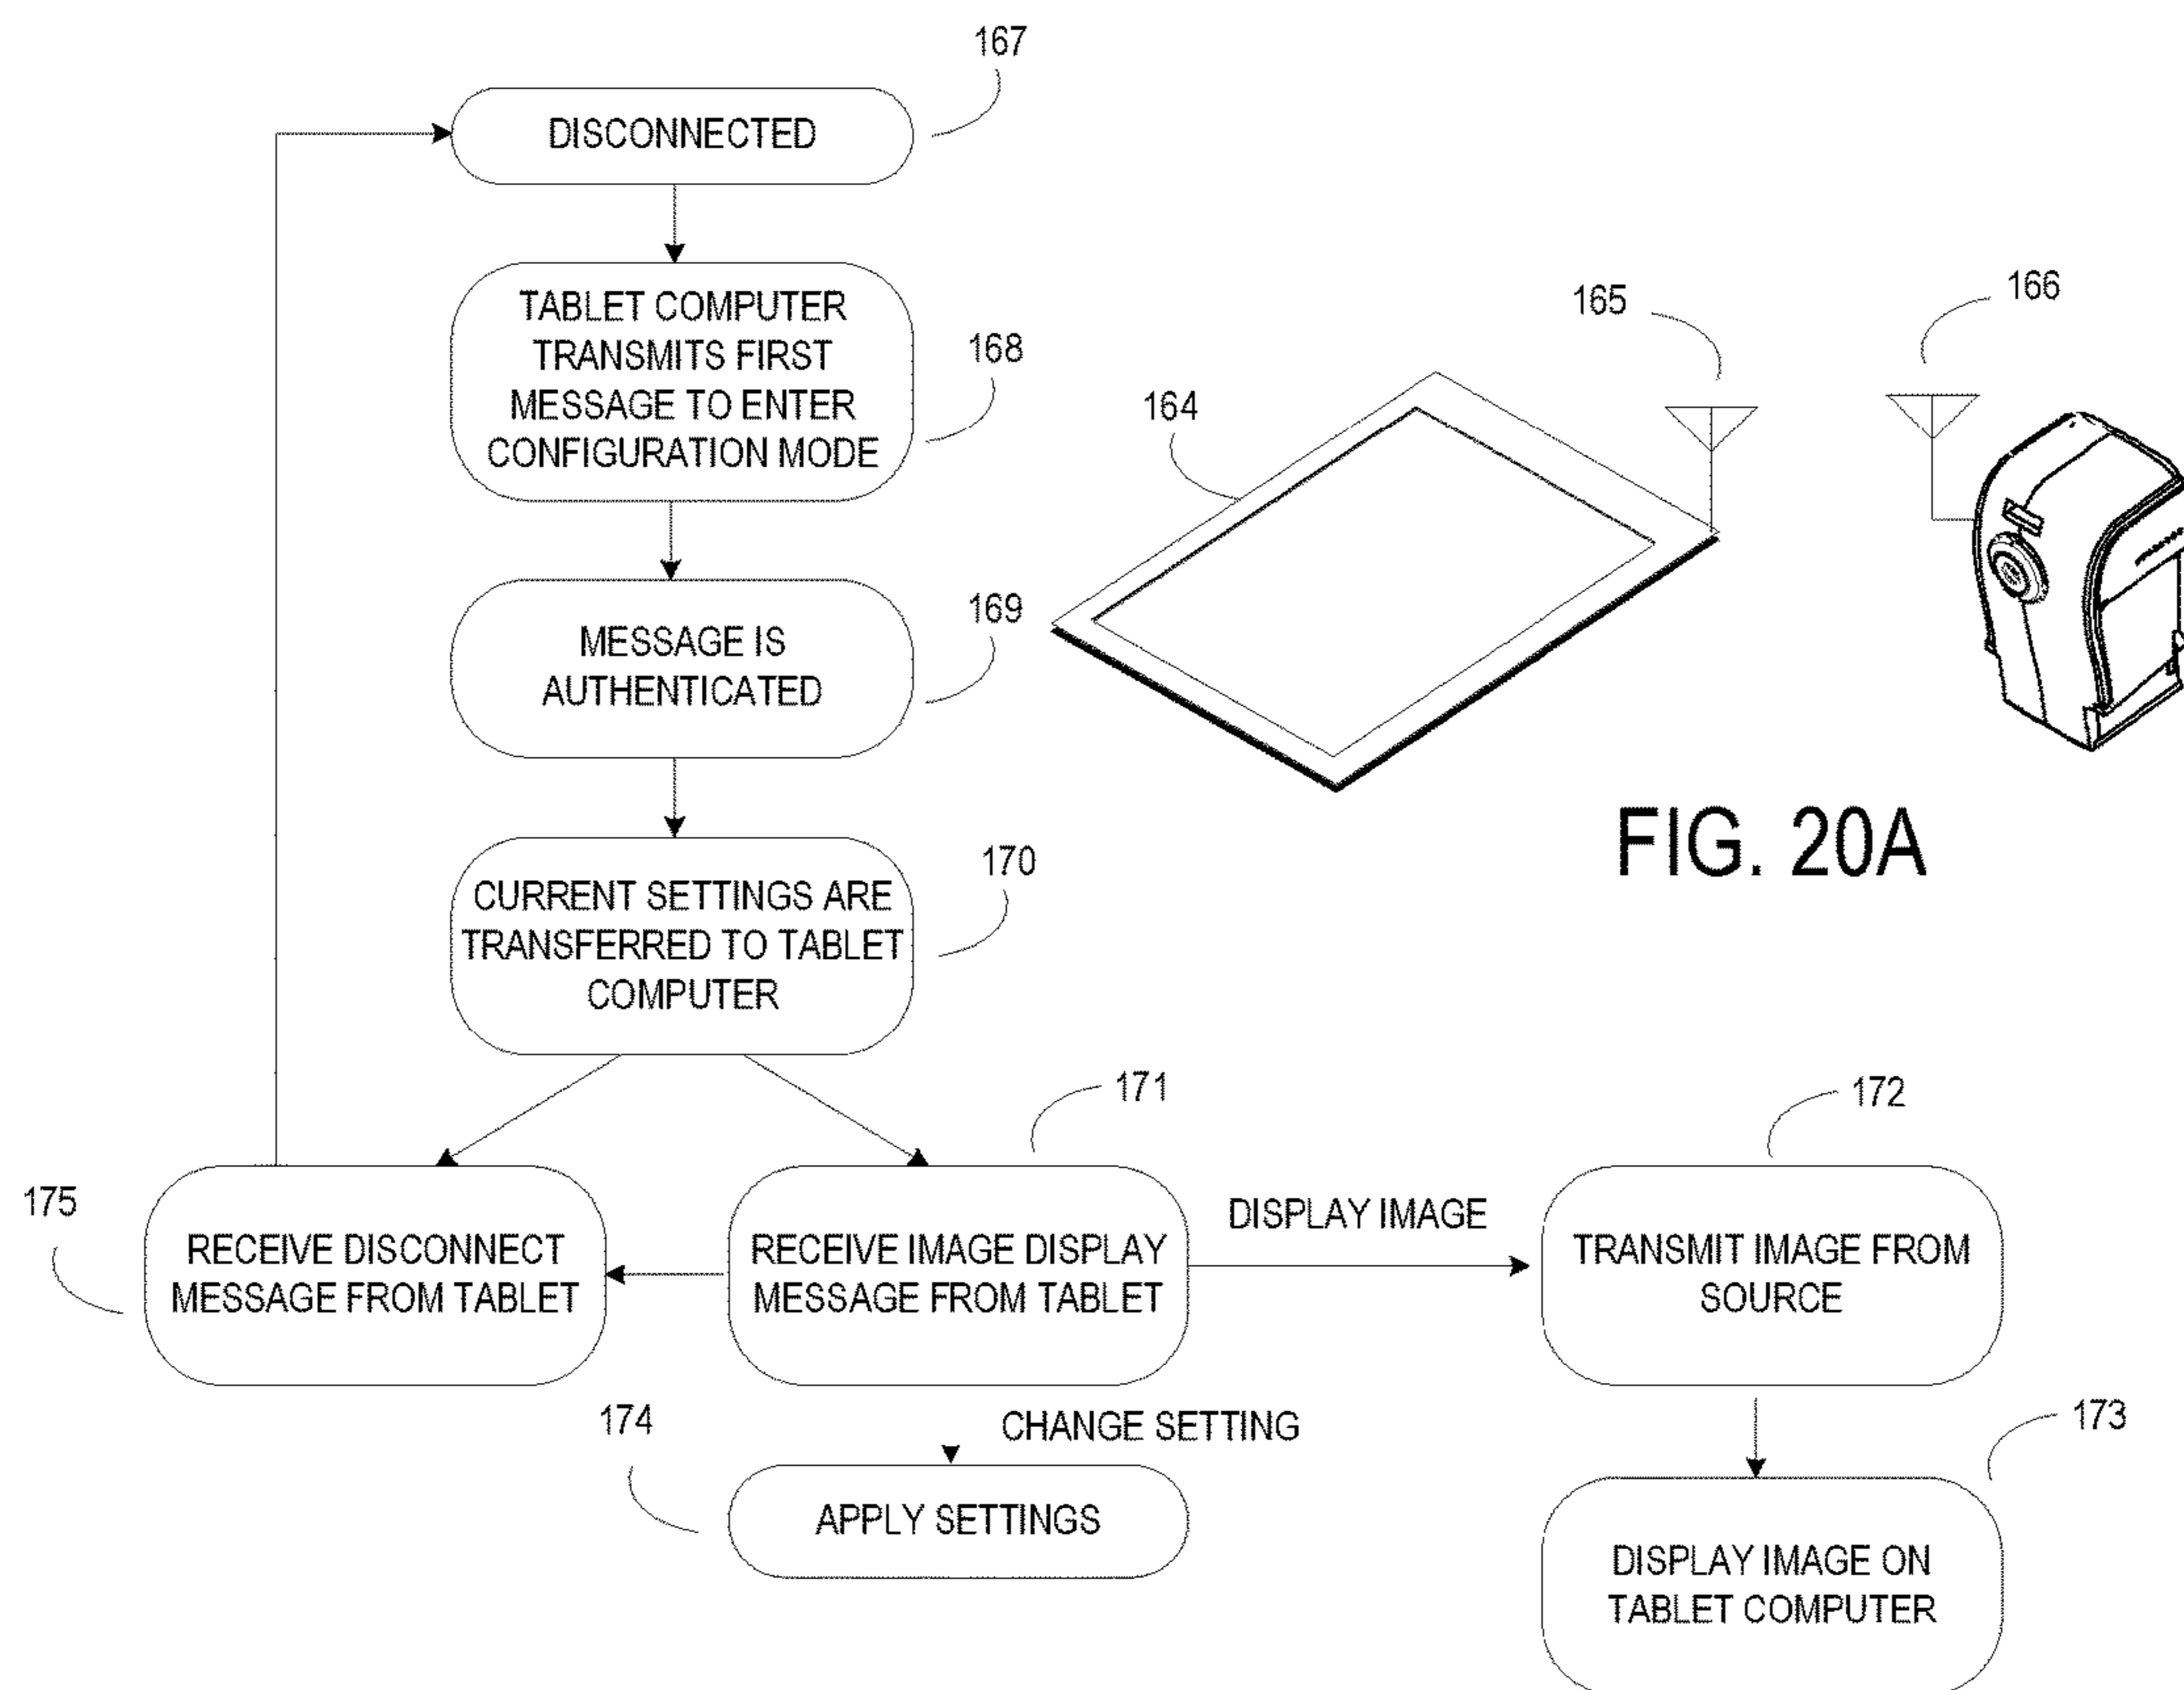 167
DISCONNECTED
TABLET COMPUTER
TRANSMITS FIRST
MESSAGE TO ENTER
CONFIGURATION MODE
168
165
166
164
MESSAGE IS
AUTHENTICATED
169
FIG. 20A
CURRENT SETTINGS ARE
TRANSFERRED TO TABLET
COMPUTER
170
171
172
175
RECEIVE DISCONNECT
MESSAGE FROM TABLET
RECEIVE IMAGE DISPLAY
MESSAGE FROM TABLET
DISPLAY IMAGE
TRANSMIT IMAGE FROM
SOURCE
174
CHANGE SETTING
173
APPLY SETTINGS
DISPLAY IMAGE ON
TABLET COMPUTER